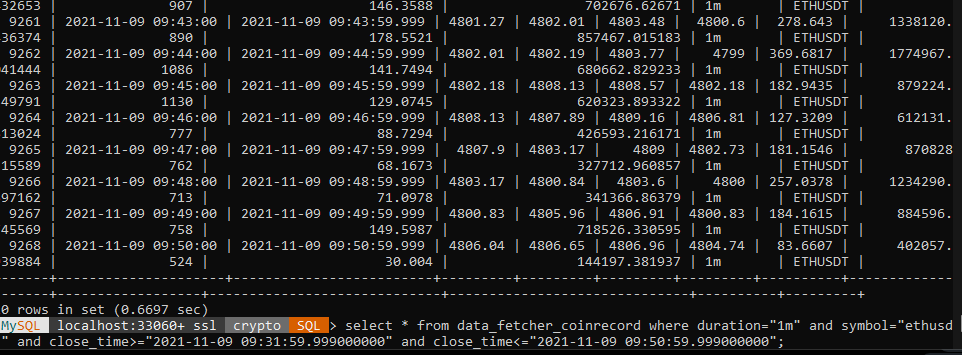 32653 | 907 | 146.3588 | 702676.62671 | 1m | ETHUSDT |
9261 | 2021-11-09 09:43:00 | 2021-11-09 09:43:59.999 | 4801.27 | 4802.01 | 4803.48 | 4800.6 | 278.643 | 1338120.
36374 | 890 | 178.5521 | 857467.015183 | 1m | ETHUSDT |
9262 | 2021-11-09 09:44:00 | 2021-11-09 09:44:59.999 | 4802.01 | 4802.19 | 4803.77 | 4799 | 369.6817 | 1774967.
041444 | 1086 | 141.7494 | 680662.829233 | 1m | ETHUSDT |
9263 | 2021-11-09 09:45:00 | 2021-11-09 09:45:59.999 | 4802.18 | 4808.13 | 4808.57 | 4802.18 | 182.9435 | 879224.
49791 | 1130 | 129.0745 | 620323.893322 | 1m | ETHUSDT |
9264 | 2021-11-09 09:46:00 | 2021-11-09 09:46:59.999 | 4808.13 | 4807.89 | 4809.16 | 4806.81 | 127.3209 | 612131.
13024 | 777 | 88.7294 | 426593.216171 | 1m | ETHUSDT |
9265 | 2021-11-09 09:47:00 | 2021-11-09 09:47:59.999 | 4807.9 | 4803.17 | 4809 | 4802.73 | 181.1546 | 870828
15589 | 762 | 68.1673 | 327712.960857 | 1m | ETHUSDT |
9266 | 2021-11-09 09:48:00 | 2021-11-09 09:48:59.999 | 4803.17 | 4800.84 | 4803.6 | 4800 | 257.0378 | 1234290.
97162 | 713 | 71.0978 | 341366.86379 | 1m | ETHUSDT |
9267 | 2021-11-09 09:49:00 | 2021-11-09 09:49:59.999 | 4800.83 | 4805.96 | 4806.91 | 4800.83 | 184.1615 | 884596.
45569 | 758 | 149.5987 | 718526.330595 | 1m | ETHUSDT |
9268 | 2021-11-09 09:50:00 | 2021-11-09 09:50:59.999 | 4806.04 | 4806.65 | 4806.96 | 4804.74 | 83.6607 | 402057.
39884 | 524 | 30.004 | 144197.381937 | 1m | ETHUSDT |
0 rows in set (0.6697 sec)
MySQL localhost:33060+ ssl crypto SQL > select * from data_fetcher_coinrecord where duration="1m" and symbol="ethusd
" and close_time>="2021-11-09 09:31:59.999000000" and close_time<="2021-11-09 09:50:59.999000000";